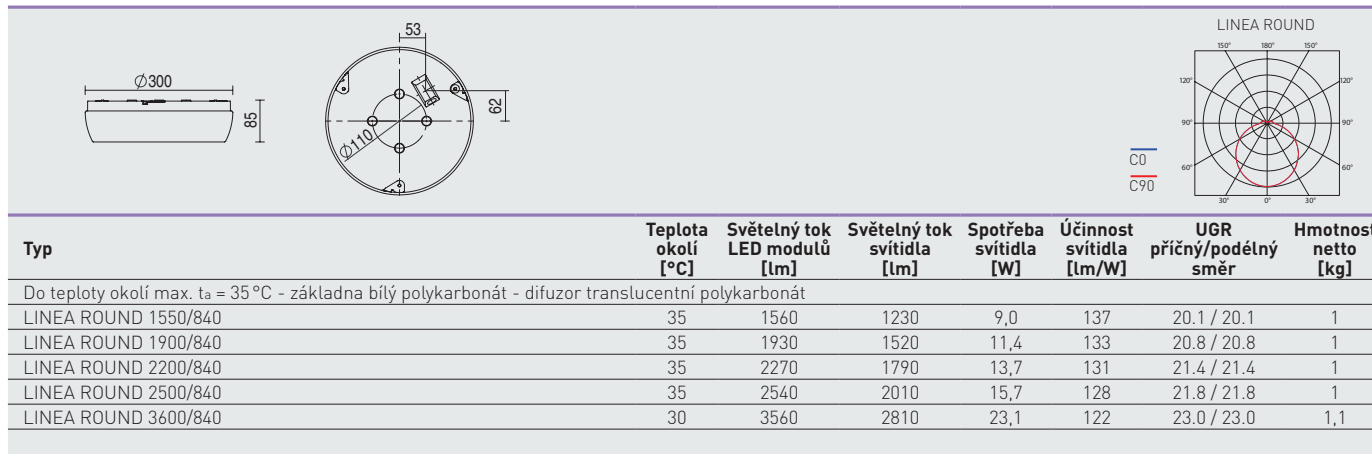 53
LINEA ROUND
150° 180° 150°
∅300
120° 120°
85
62
90° 90°
∅110
C0
60° 60°
C90
30° 0° 30°
Typ Teplota okolí [°C] Světelný tok LED modulů [lm] Světelný tok svítidla [lm] Spotřeba svítidla [W] Účinnost svítidla [lm/W] UGR příčný/podélný směr Hmotnost netto [kg]
Do teploty okolí max. ta = 35 °C - základna bílý polykarbonát - difuzor translucentní polykarbonát
LINEA ROUND 1550/840 35 1560 1230 9,0 137 20.1 / 20.1 1
LINEA ROUND 1900/840 35 1930 1520 11,4 133 20.8 / 20.8 1
LINEA ROUND 2200/840 35 2270 1790 13,7 131 21.4 / 21.4 1
LINEA ROUND 2500/840 35 2540 2010 15,7 128 21.8 / 21.8 1
LINEA ROUND 3600/840 30 3560 2810 23,1 122 23.0 / 23.0 1,1